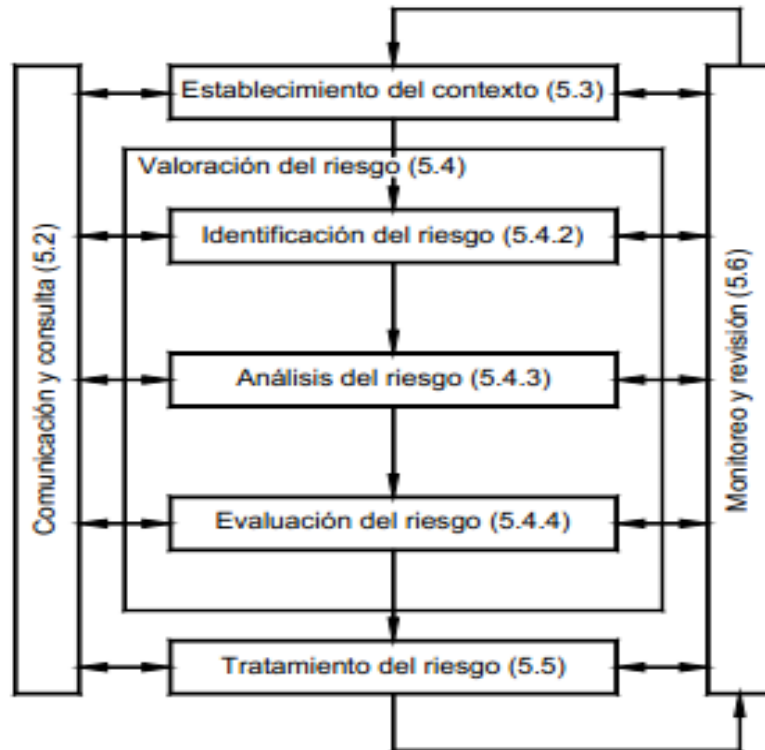 Establecimiento del contexto (5.3)
Valoración del riesgo (5.4)
Identificación del riesgo (5.4.2)
Análisis del riesgo (5.4.3)
Evaluación del riesgo (5.4.4)
Tratamiento del riesgo (5.5)
Comunicación y consulta (5.2)
Monitoreo y revisión (5.6)